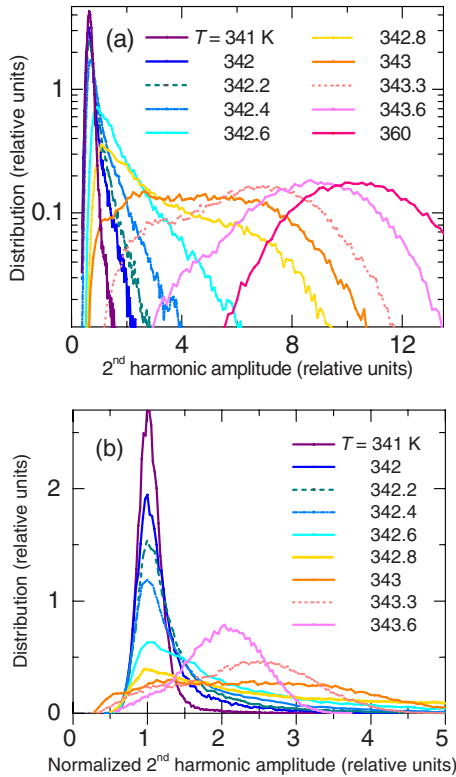 (a)
T = 341 K
342
342.2
342.4
342.6
342.8
343
343.3
343.6
360
Distribution (relative units)
1
0.1
0 4 8 12
2nd harmonic amplitude (relative units)
(b)
T = 341 K
342
342.2
342.4
342.6
342.8
343
343.3
343.6
Distribution (relative units)
2
1
0
0 1 2 3 4 5
Normalized 2nd harmonic amplitude (relative units)